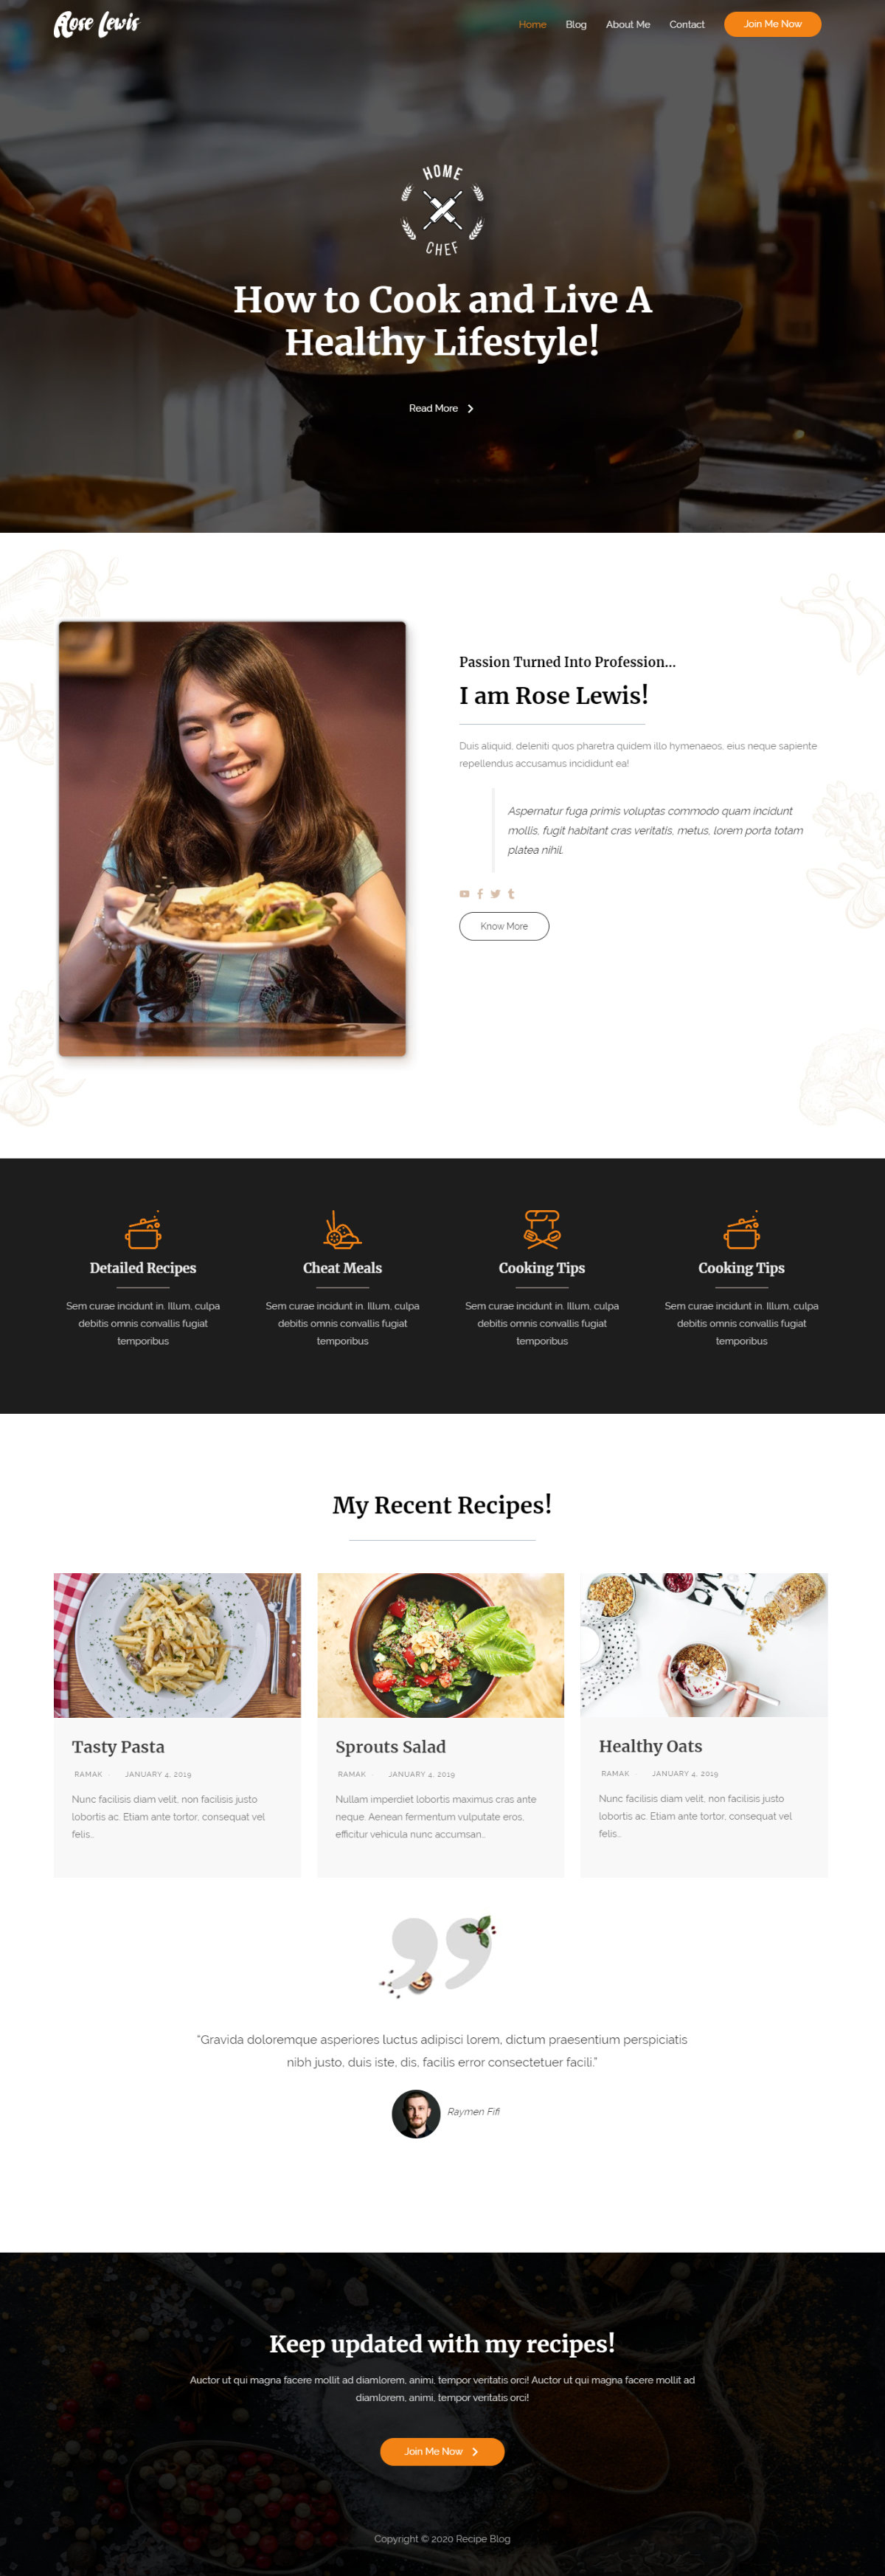 Rose Lewis
Home
Blog
About Me
Contact
Join Me Now
HOME
CHEF
How to Cook and Live A
Healthy Lifestyle!
Read More
Passion Turned Into Profession...
I am Rose Lewis!
Duis aliquid, deleniti quos pharetra quidem illo hymenaeos, eius neque sapiente
repellendus accusamus incididunt ea!
Aspernatur fuga primis voluptas commodo quam incidunt
mollis, fugit habitant cras veritatis, metus, lorem porta totam
platea nihil.
Know More
Detailed Recipes
Sem curae incidunt in. Illum, culpa
debitis omnis convallis fugiat
temporibus
Cheat Meals
Sem curae incidunt in. Illum, culpa
debitis omnis convallis fugiat
temporibus
Cooking Tips
Sem curae incidunt in. Illum, culpa
debitis omnis convallis fugiat
temporibus
Cooking Tips
Sem curae incidunt in. Illum, culpa
debitis omnis convallis fugiat
temporibus
My Recent Recipes!
Tasty Pasta
RAMAK · JANUARY 4, 2019
Nunc facilisis diam velit, non facilisis justo
lobortis ac. Etiam ante tortor, consequat vel
felis…
Sprouts Salad
RAMAK · JANUARY 4, 2019
Nullam imperdiet lobortis maximus cras ante
neque. Aenean fermentum vulputate eros,
efficitur vehicula nunc accumsan…
Healthy Oats
RAMAK · JANUARY 4, 2019
Nunc facilisis diam velit, non facilisis justo
lobortis ac. Etiam ante tortor, consequat vel
felis…
“Gravida doloremque asperiores luctus adipisci lorem, dictum praesentium perspiciatis
nibh justo, duis iste, dis, facilis error consectetuer facili.”
Raymen Fifi
Keep updated with my recipes!
Auctor ut qui magna facere mollit ad diamlorem, animi, tempor veritatis orci! Auctor ut qui magna facere mollit ad
diamlorem, animi, tempor veritatis orci!
Join Me Now
Copyright © 2020 Recipe Blog